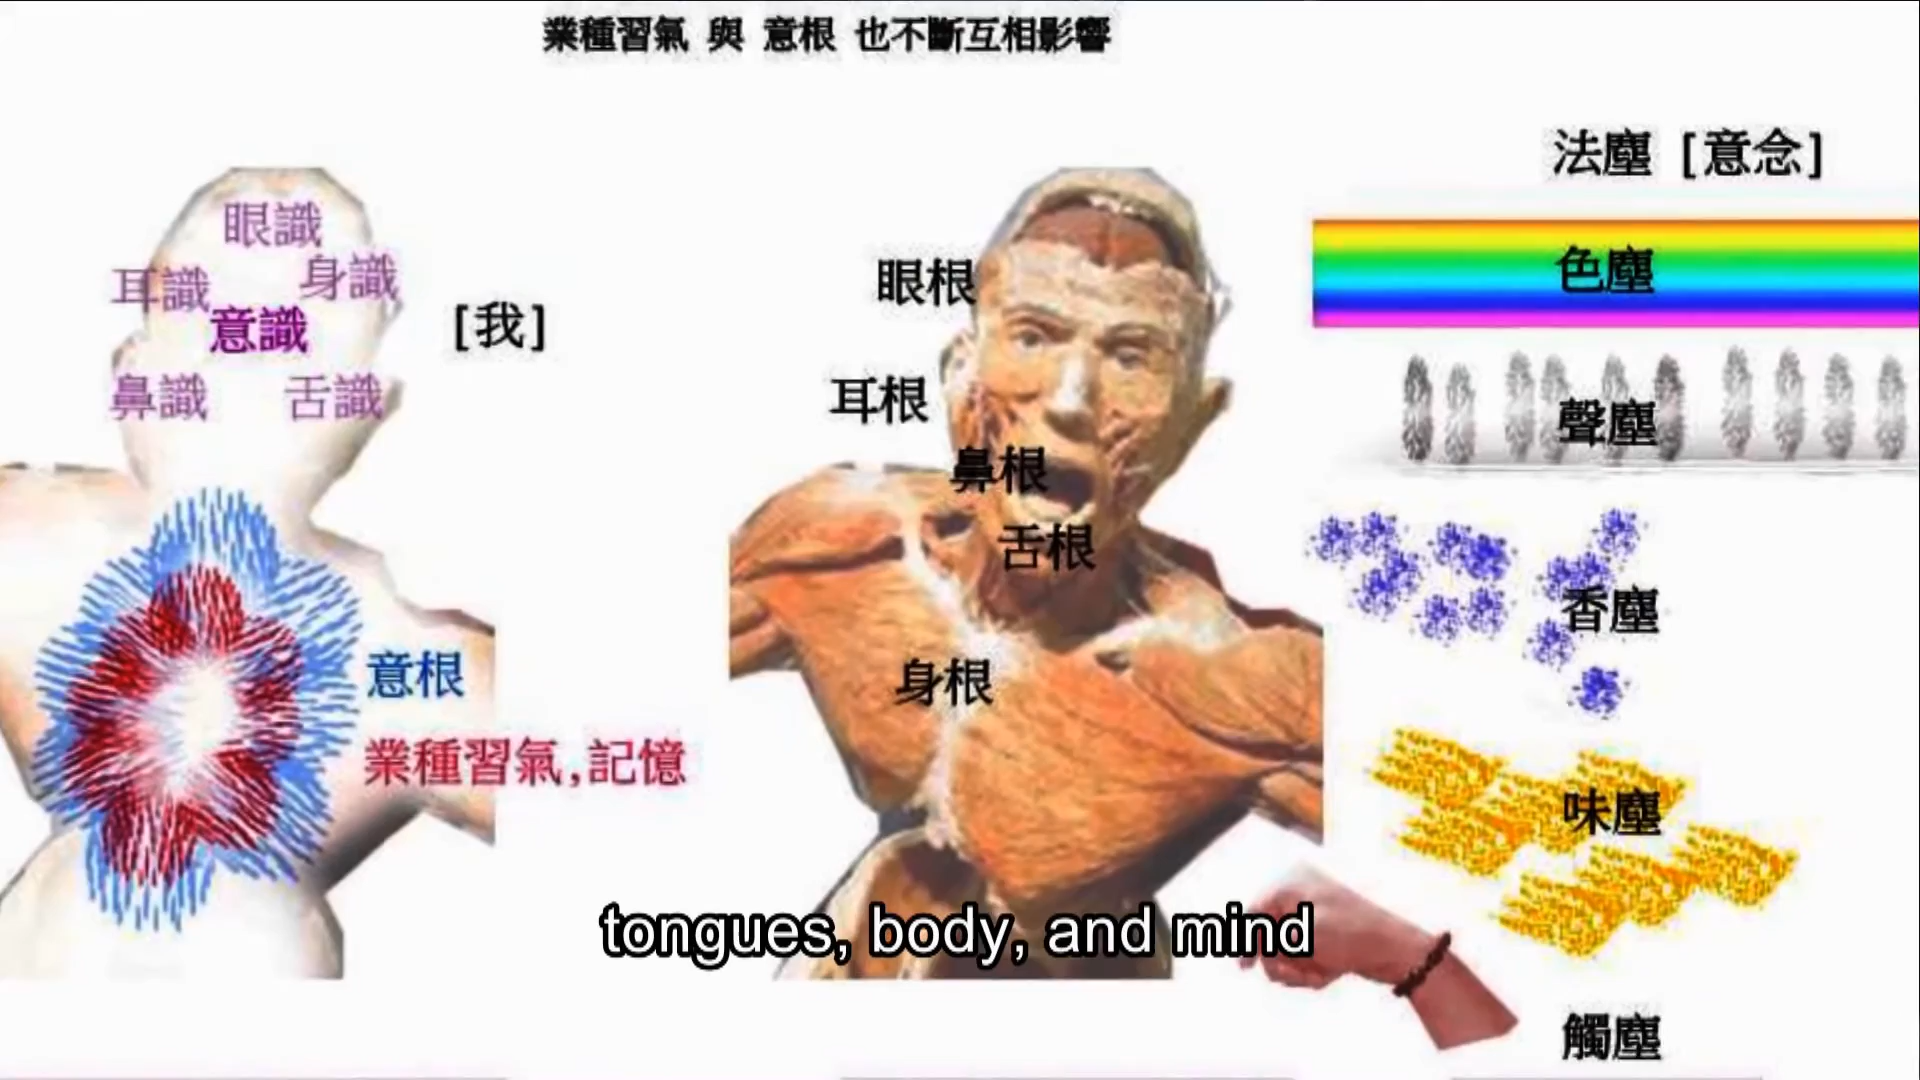 業種習氣 與 意根 也不斷互相影響
法塵 [意念]
眼識
耳識
身識
意識
[我]
鼻識
舌識
意根
業種習氣,記憶
眼根
耳根
鼻根
舌根
身根
色塵
聲塵
香塵
味塵
觸塵
tongues, body, and mind